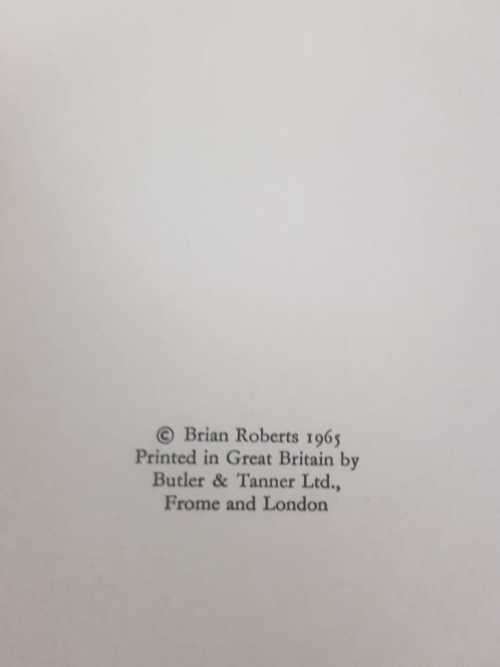 © Brian Roberts 1965
Printed in Great Britain by
Butler & Tanner Ltd.,
Frome and London